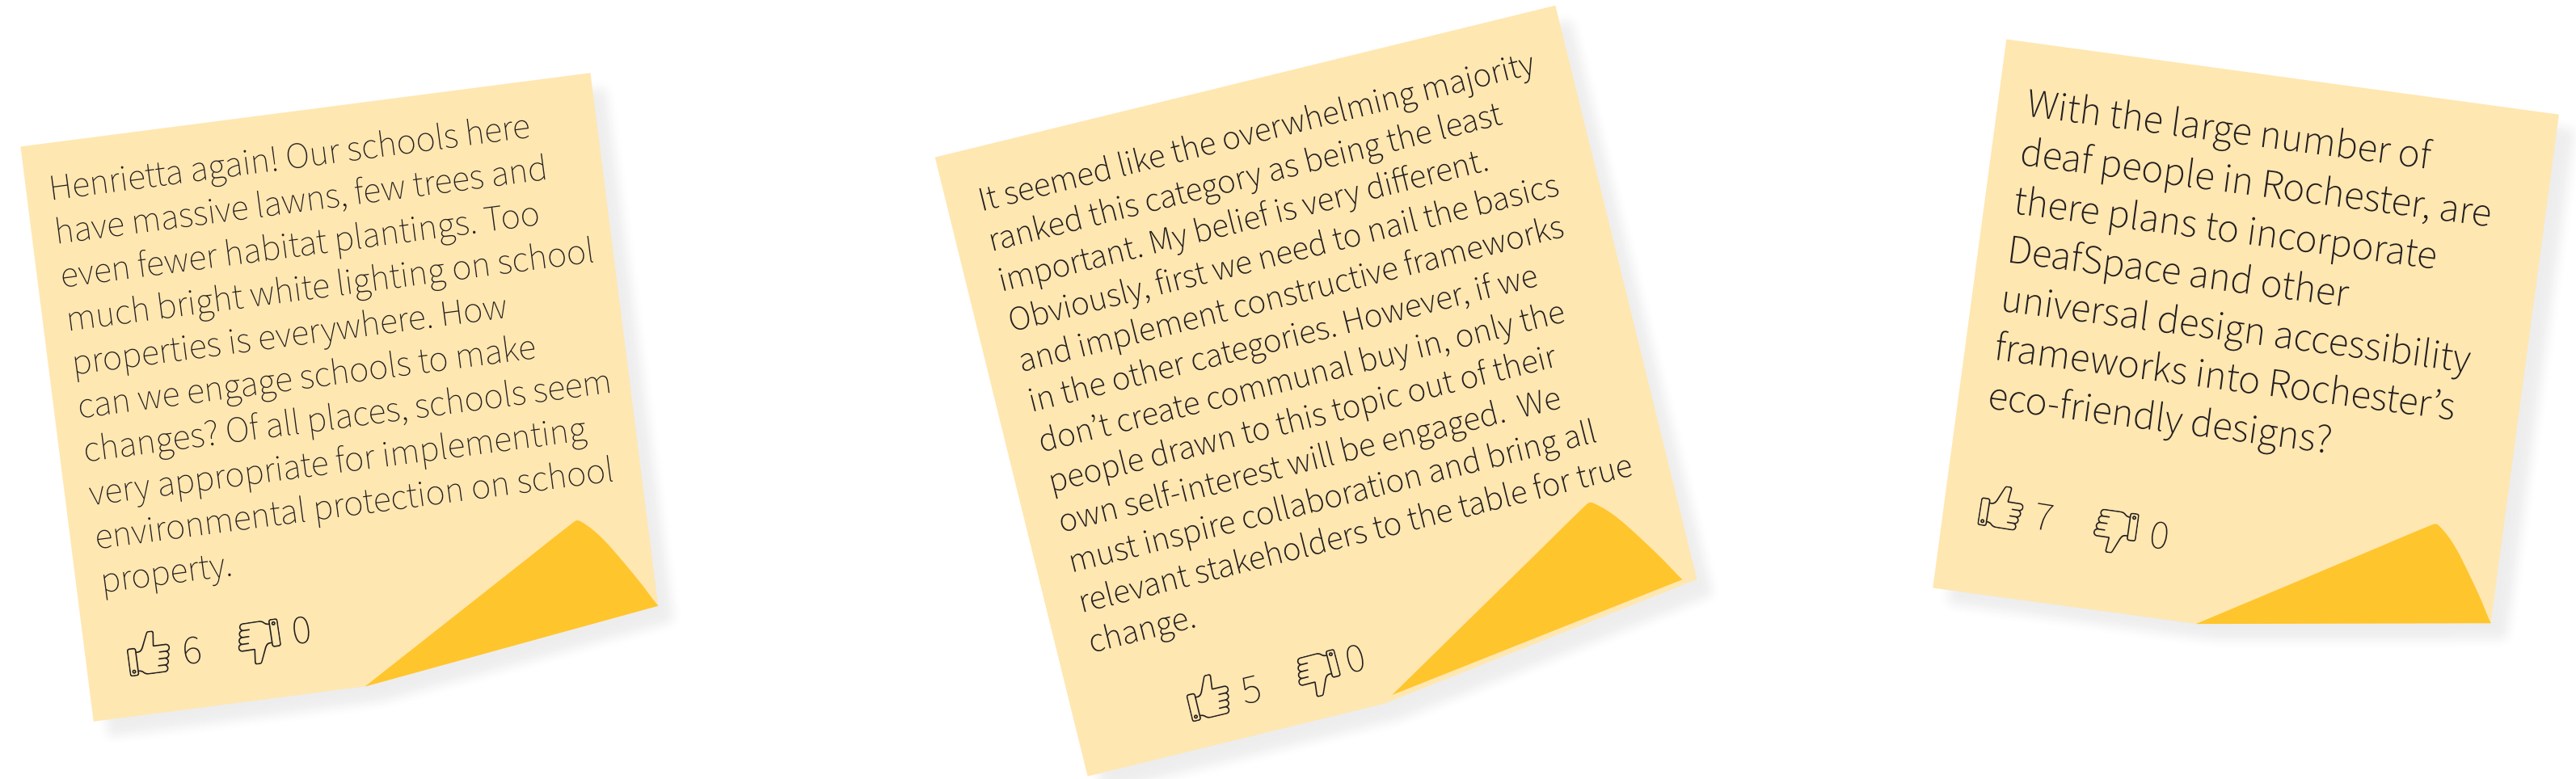 Henrietta again! Our schools here
have massive lawns, few trees and
even fewer habitat plantings. Too
much bright white lighting on school
properties is everywhere. How
can we engage schools to make
changes? Of all places, schools seem
very appropriate for implementing
environmental protection on school
property.
6 0
It seemed like the overwhelming majority
ranked this category as being the least
important. My belief is very different.
Obviously, first we need to nail the basics
and implement constructive frameworks
in the other categories. However, if we
don’t create communal buy in, only the
people drawn to this topic out of their
own self-interest will be engaged.  We
must inspire collaboration and bring all
relevant stakeholders to the table for true
change.
5 0
With the large number of
deaf people in Rochester, are
there plans to incorporate
DeafSpace and other
universal design accessibility
frameworks into Rochester’s
eco-friendly designs?
7 0